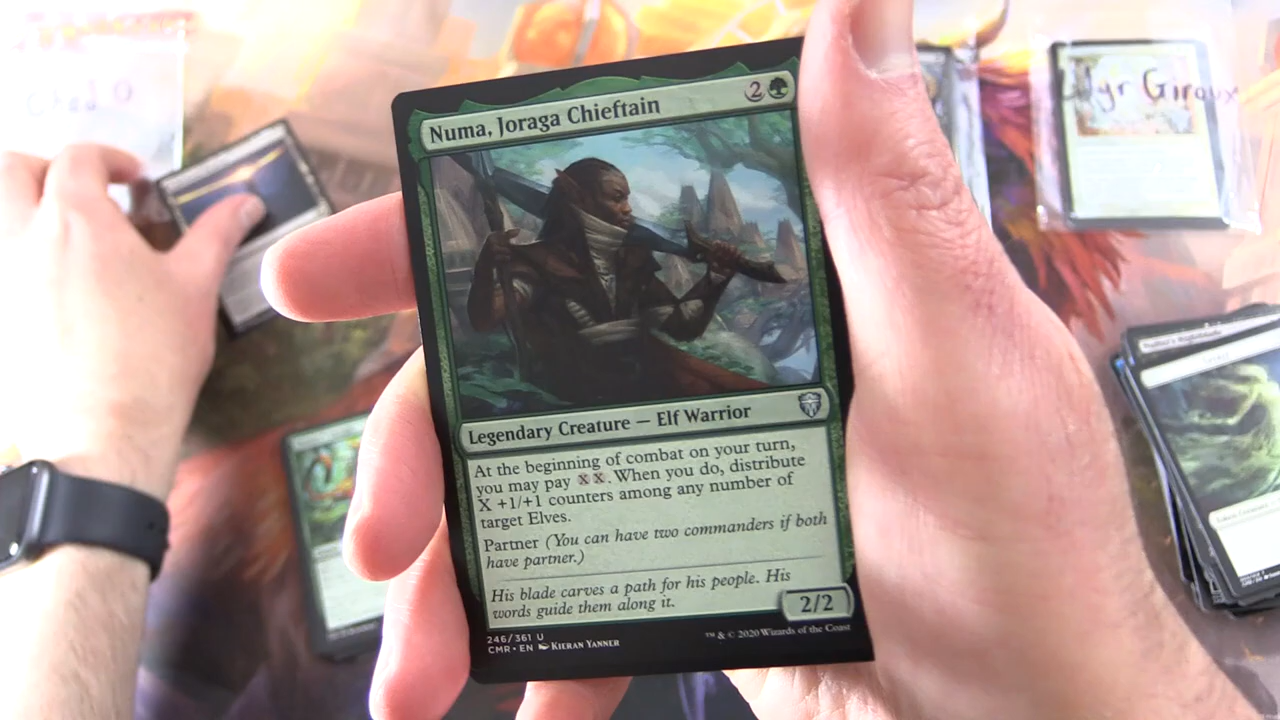 Numa, Joraga Chieftain 2
Legendary Creature — Elf Warrior
At the beginning of combat on your turn,
you may pay X X. When you do, distribute
X +1/+1 counters among any number of
target Elves.
Partner (You can have two commanders if both
have partner.)
His blade carves a path for his people. His
words guide them along it.
2/2
246/361 U
CMR • EN KIERAN YANNER
™ & © 2020 Wizards of the Coast
Giroux